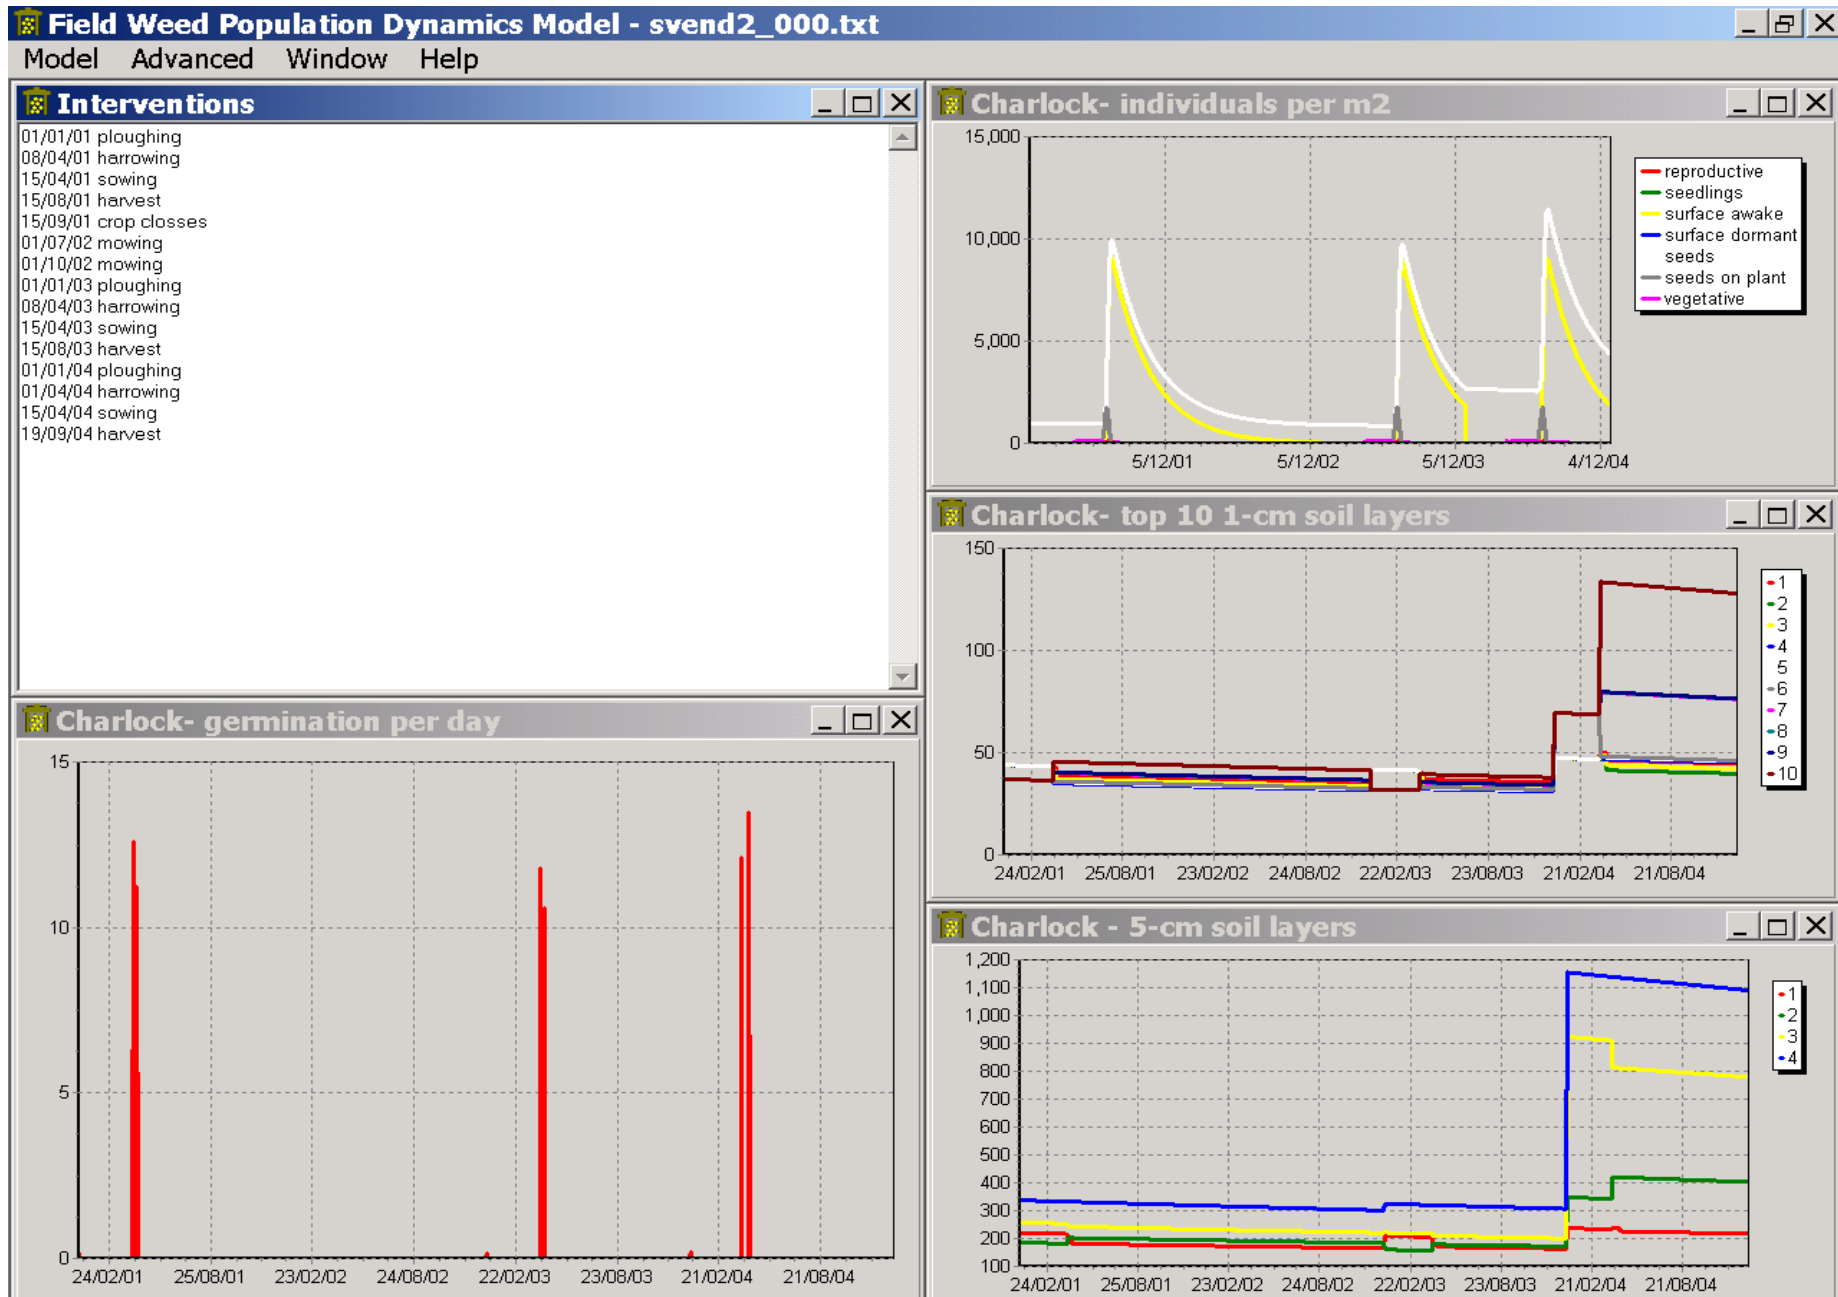 Field Weed Population Dynamics Model - svend2_000.txt
Model Advanced Window Help
Interventions
01/01/01 ploughing
08/04/01 harrowing
15/04/01 sowing
15/08/01 harvest
15/09/01 crop closses
01/07/02 mowing
01/10/02 mowing
01/01/03 ploughing
08/04/03 harrowing
15/04/03 sowing
15/08/03 harvest
01/01/04 ploughing
01/04/04 harrowing
15/04/04 sowing
19/09/04 harvest
Charlock- germination per day
15
10
5
0
24/02/01 25/08/01 23/02/02 24/08/02 22/02/03 23/08/03 21/02/04 21/08/04
Charlock- individuals per m2
15,000
10,000
5,000
0
5/12/01 5/12/02 5/12/03 4/12/04
reproductive
seedlings
surface awake
surface dormant
seeds
seeds on plant
vegetative
Charlock- top 10 1-cm soil layers
150
100
50
0
24/02/01 25/08/01 23/02/02 24/08/02 22/02/03 23/08/03 21/02/04 21/08/04
1
2
3
4
5
6
7
8
9
10
Charlock - 5-cm soil layers
1,200
1,100
1,000
900
800
700
600
500
400
300
200
100
24/02/01 25/08/01 23/02/02 24/08/02 22/02/03 23/08/03 21/02/04 21/08/04
1
2
3
4